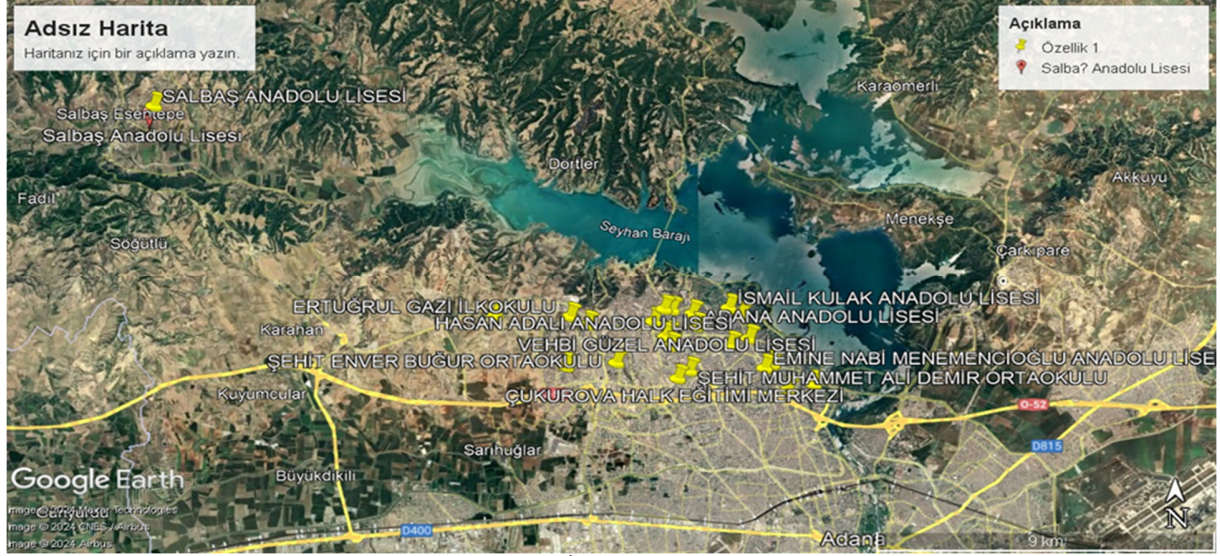 Adsız Harita
Haritanız için bir açıklama yazın.
Açıklama
Özellik 1
Salba? Anadolu Lisesi
Karaömerli
SALBAŞ ANADOLU LİSESİ
Salbaş Esentepe
Salbaş Anadolu Lisesi
Dörtler
Akkuyu
Fadıl
Menekşe
Seyhan Barajı
Söğütlü
Çarkıpare
İSMAİL KULAK ANADOLU LİSESİ
ERTUĞRUL GAZİ İLKOKULU
ADANA ANADOLU LİSESİ
HASAN ADALI ANADOLU LİSESİ
Karahan
VEHBİ GÜZEL ANADOLU LİSESİ
ŞEHİT ENVER BUĞUR ORTAOKULU
EMİNE NABİ MENEMENCİOĞLU ANADOLU LİSE
ŞEHİT MUHAMMET ALİ DEMİR ORTAOKULU
Kuyumcular
ÇUKUROVA HALK EĞİTİMİ MERKEZİ
O-52
D815
Sarıhuğlar
Büyükdikili
Google Earth
Image © 2024 Maxar Technologies
Image © 2024 CNES / Airbus
Image © 2024 Airbus
D400
Adana
9 km
N